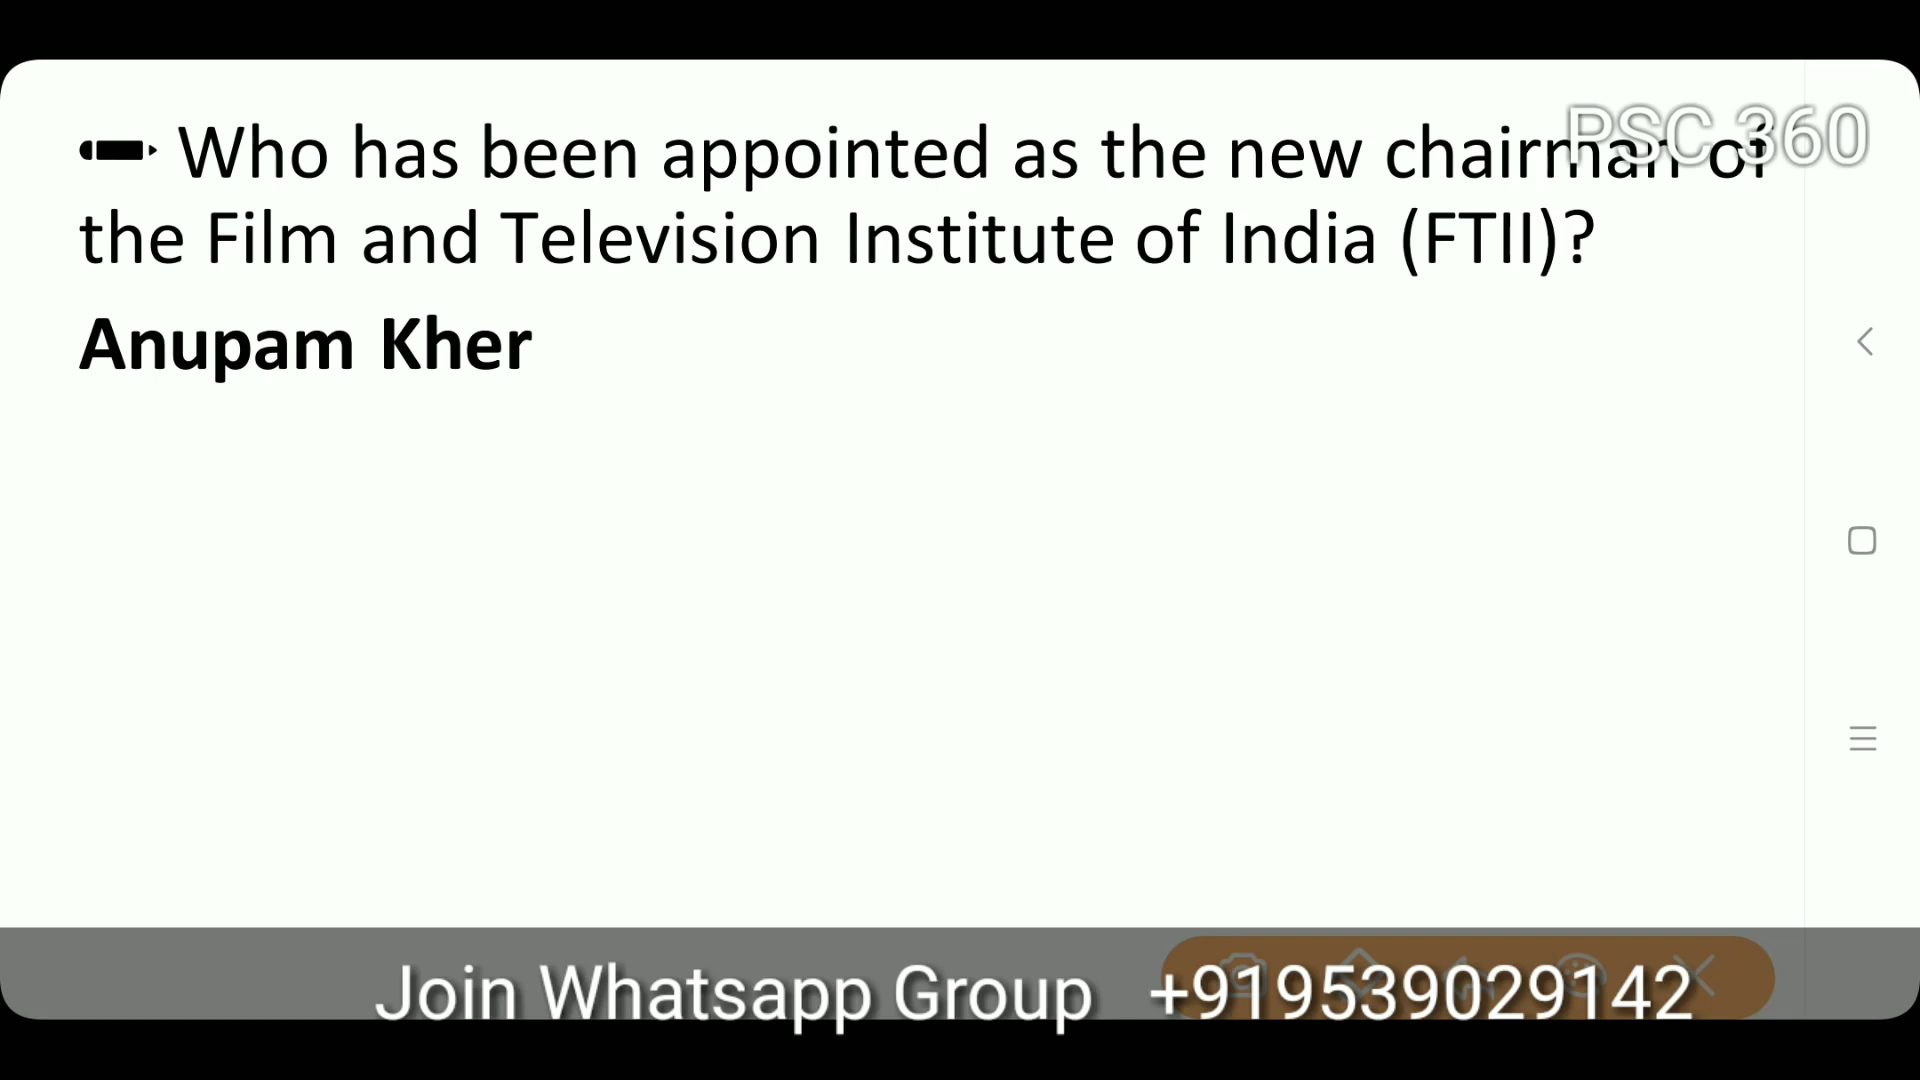 Who has been appointed as the new chairman of
the Film and Television Institute of India (FTII)?
Anupam Kher
PSC 360
Join Whatsapp Group +919539029142